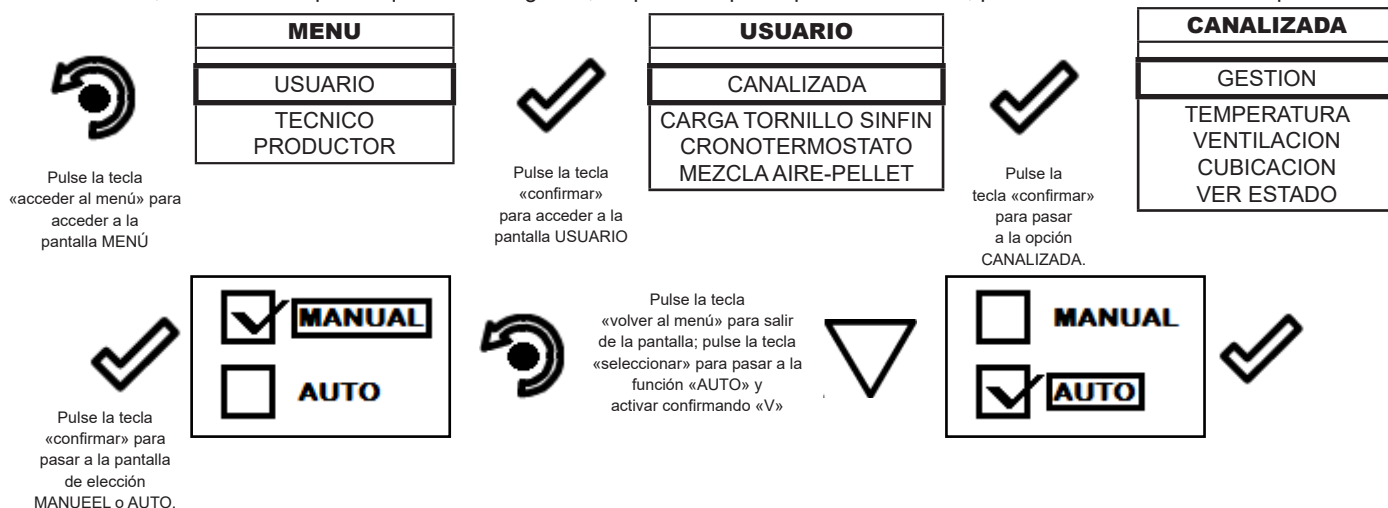 MENU
USUARIO
TECNICO
PRODUCTOR
Pulse la tecla
«acceder al menú» para
acceder a la
pantalla MENÚ
USUARIO
CANALIZADA
CARGA TORNILLO SINFIN
CRONOTERMOSTATO
MEZCLA AIRE-PELLET
Pulse la tecla
«confirmar»
para acceder a la
pantalla USUARIO
CANALIZADA
GESTION
TEMPERATURA
VENTILACION
CUBICACION
VER ESTADO
Pulse la
tecla «confirmar»
para pasar
a la opción
CANALIZADA.
MANUAL
AUTO
Pulse la tecla
«confirmar» para
pasar a la pantalla
de elección
MANUEEL o AUTO.
Pulse la tecla
«volver al menú» para salir
de la pantalla; pulse la tecla
«seleccionar» para pasar a la
función «AUTO» y
activar confirmando «V»
MANUAL
AUTO